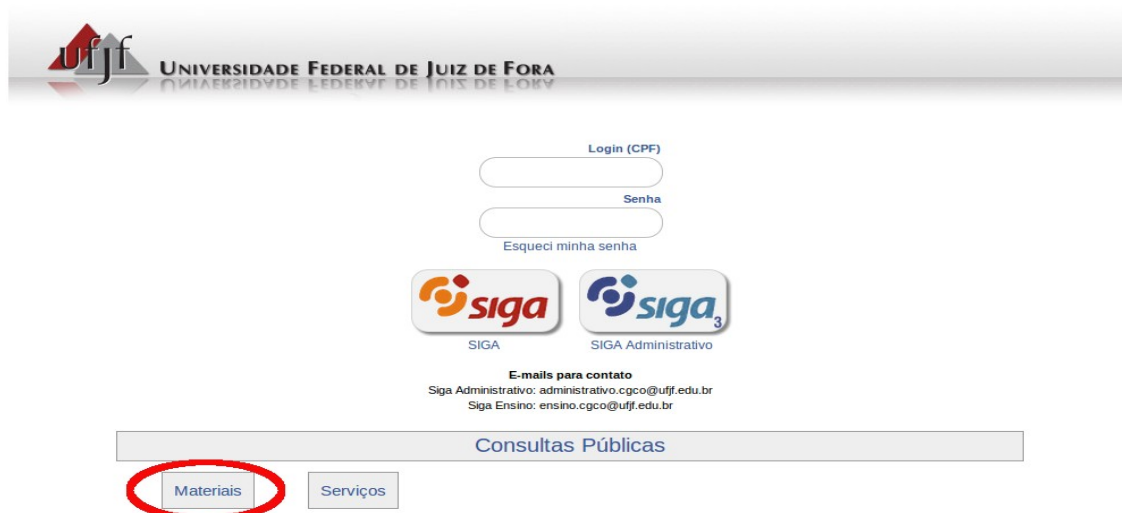 ufjf
UNIVERSIDADE FEDERAL DE JUIZ DE FORA
Login (CPF)
Senha
Esqueci minha senha
siga
siga 3
SIGA
SIGA Administrativo
E-mails para contato
Siga Administrativo: administrativo.cgco@ufjf.edu.br
Siga Ensino: ensino.cgco@ufjf.edu.br
Consultas Públicas
Materiais
Serviços